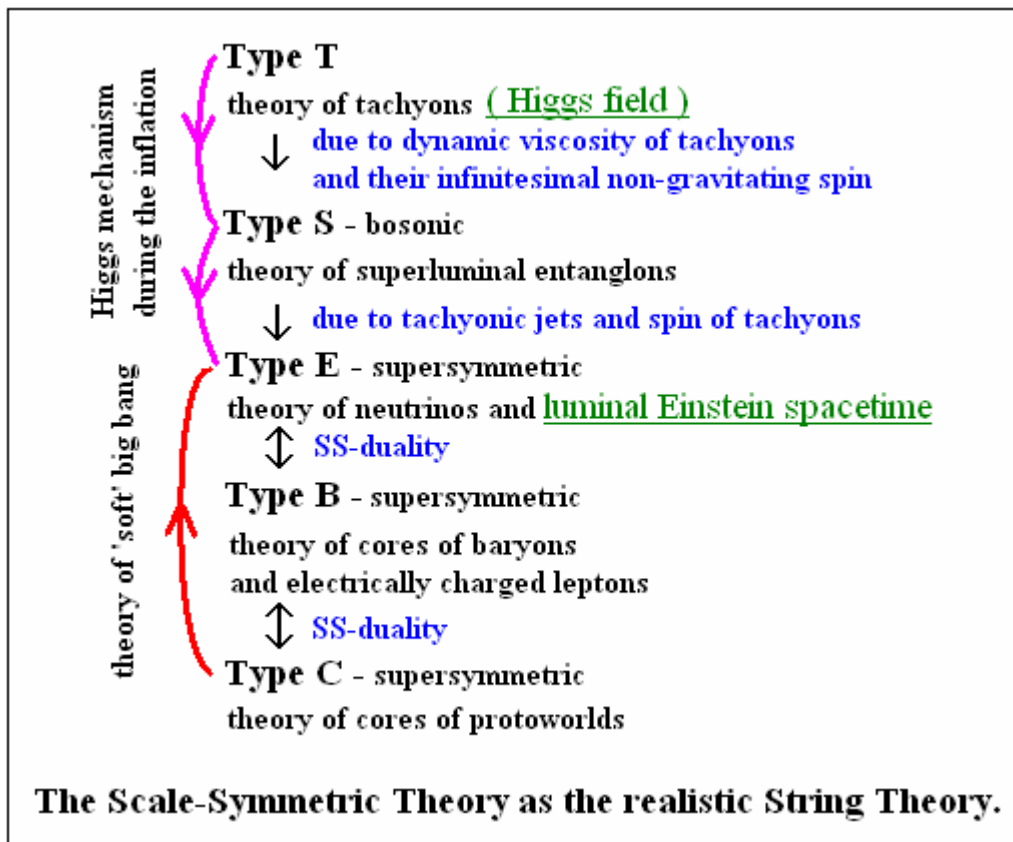 Type T
theory of tachyons ( Higgs field )
due to dynamic viscosity of tachyons
and their infinitesimal non-gravitating spin
Type S - bosonic
theory of superluminal entanglons
due to tachyonic jets and spin of tachyons
Type E - supersymmetric
theory of neutrinos and luminal Einstein spacetime
SS-duality
Type B - supersymmetric
theory of cores of baryons
and electrically charged leptons
SS-duality
Type C - supersymmetric
theory of cores of protoworlds
Higgs mechanism
during the inflation
theory of 'soft' big bang
The Scale-Symmetric Theory as the realistic String Theory.